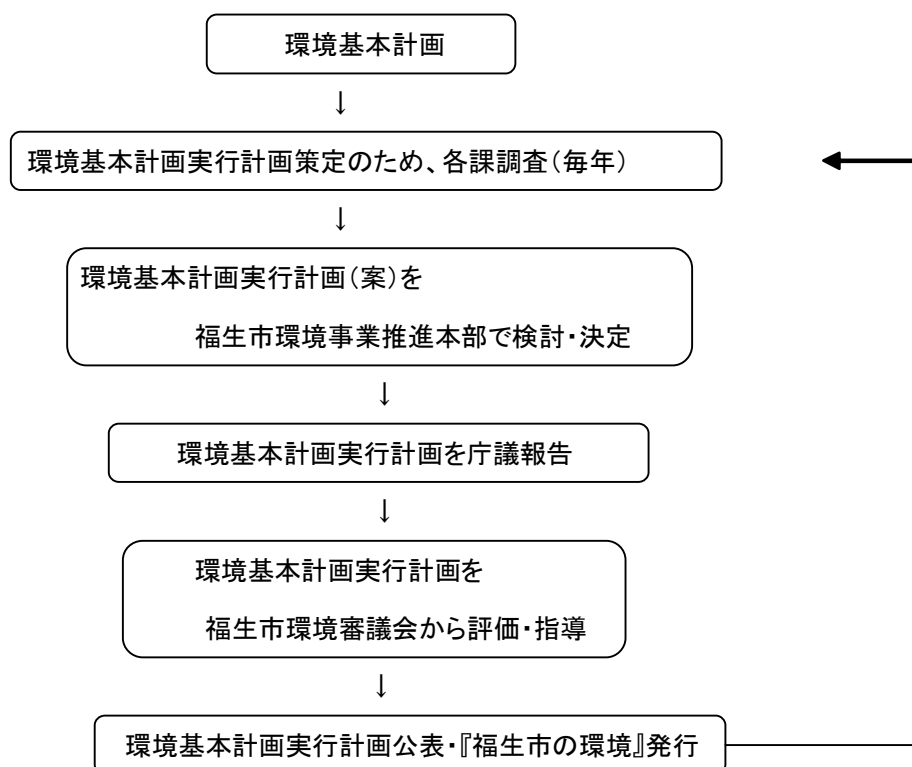 環境基本計画
↓
環境基本計画実行計画策定のため、各課調査(毎年)
↓
環境基本計画実行計画(案)を
福生市環境事業推進本部で検討・決定
↓
環境基本計画実行計画を庁議報告
↓
環境基本計画実行計画を
福生市環境審議会から評価・指導
↓
環境基本計画実行計画公表・『福生市の環境』発行